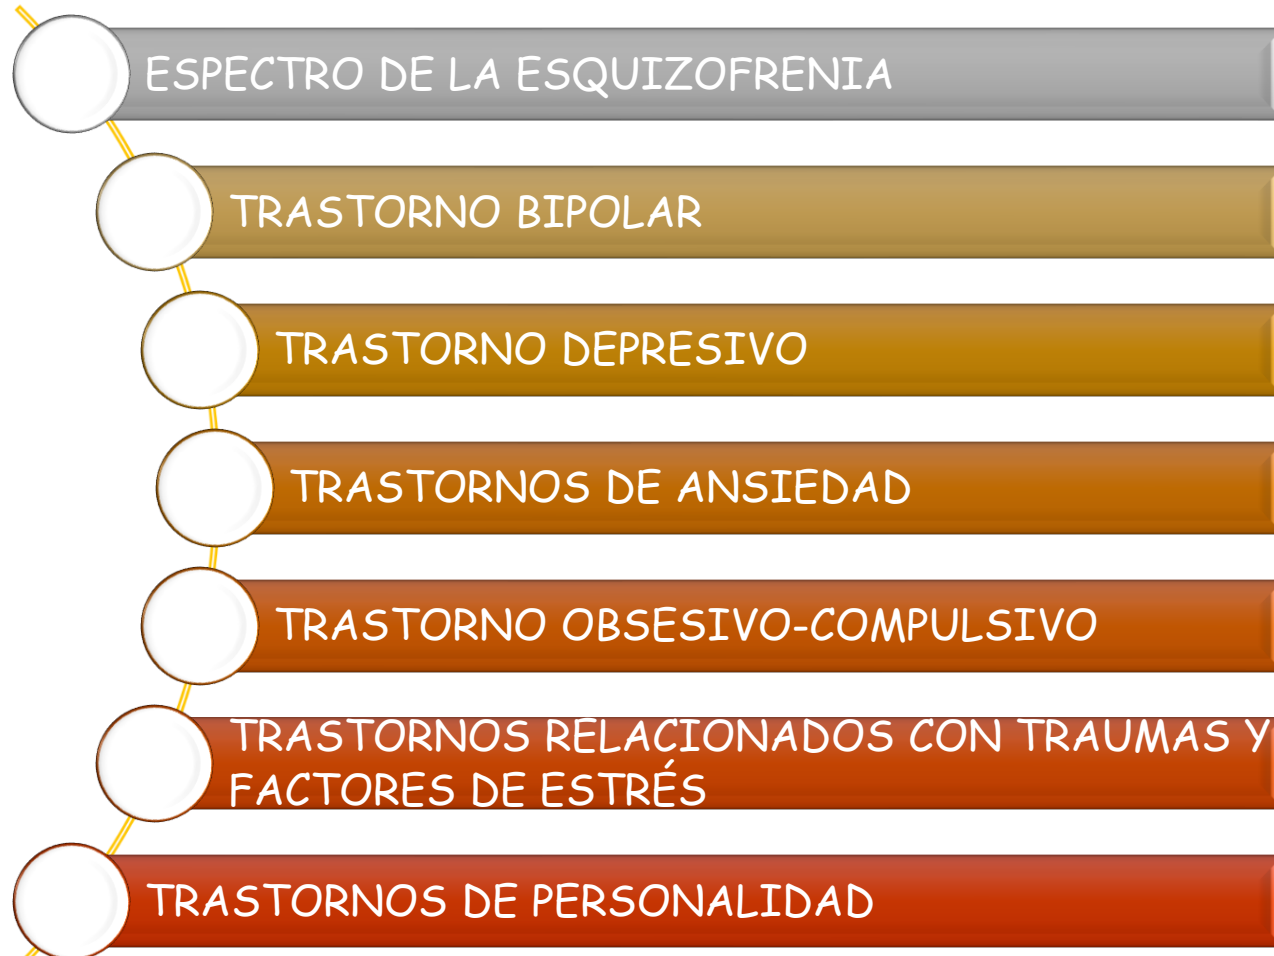 ESPECTRO DE LA ESQUIZOFRENIA
TRASTORNO BIPOLAR
TRASTORNO DEPRESIVO
TRASTORNOS DE ANSIEDAD
TRASTORNO OBSESIVO-COMPULSIVO
TRASTORNOS RELACIONADOS CON TRAUMAS Y
FACTORES DE ESTRÉS
TRASTORNOS DE PERSONALIDAD